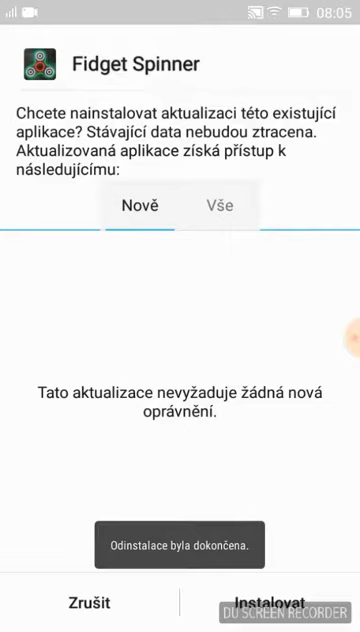 08:05
Fidget Spinner
Chcete nainstalovat aktualizaci této existující
aplikace? Stávající data nebudou ztracena.
Aktualizovaná aplikace získá přístup k
následujícímu:
Nově Vše
Tato aktualizace nevyžaduje žádná nová
oprávnění.
Odinstalace byla dokončena.
Zrušit Instalovat
DU SCREEN RECORDER